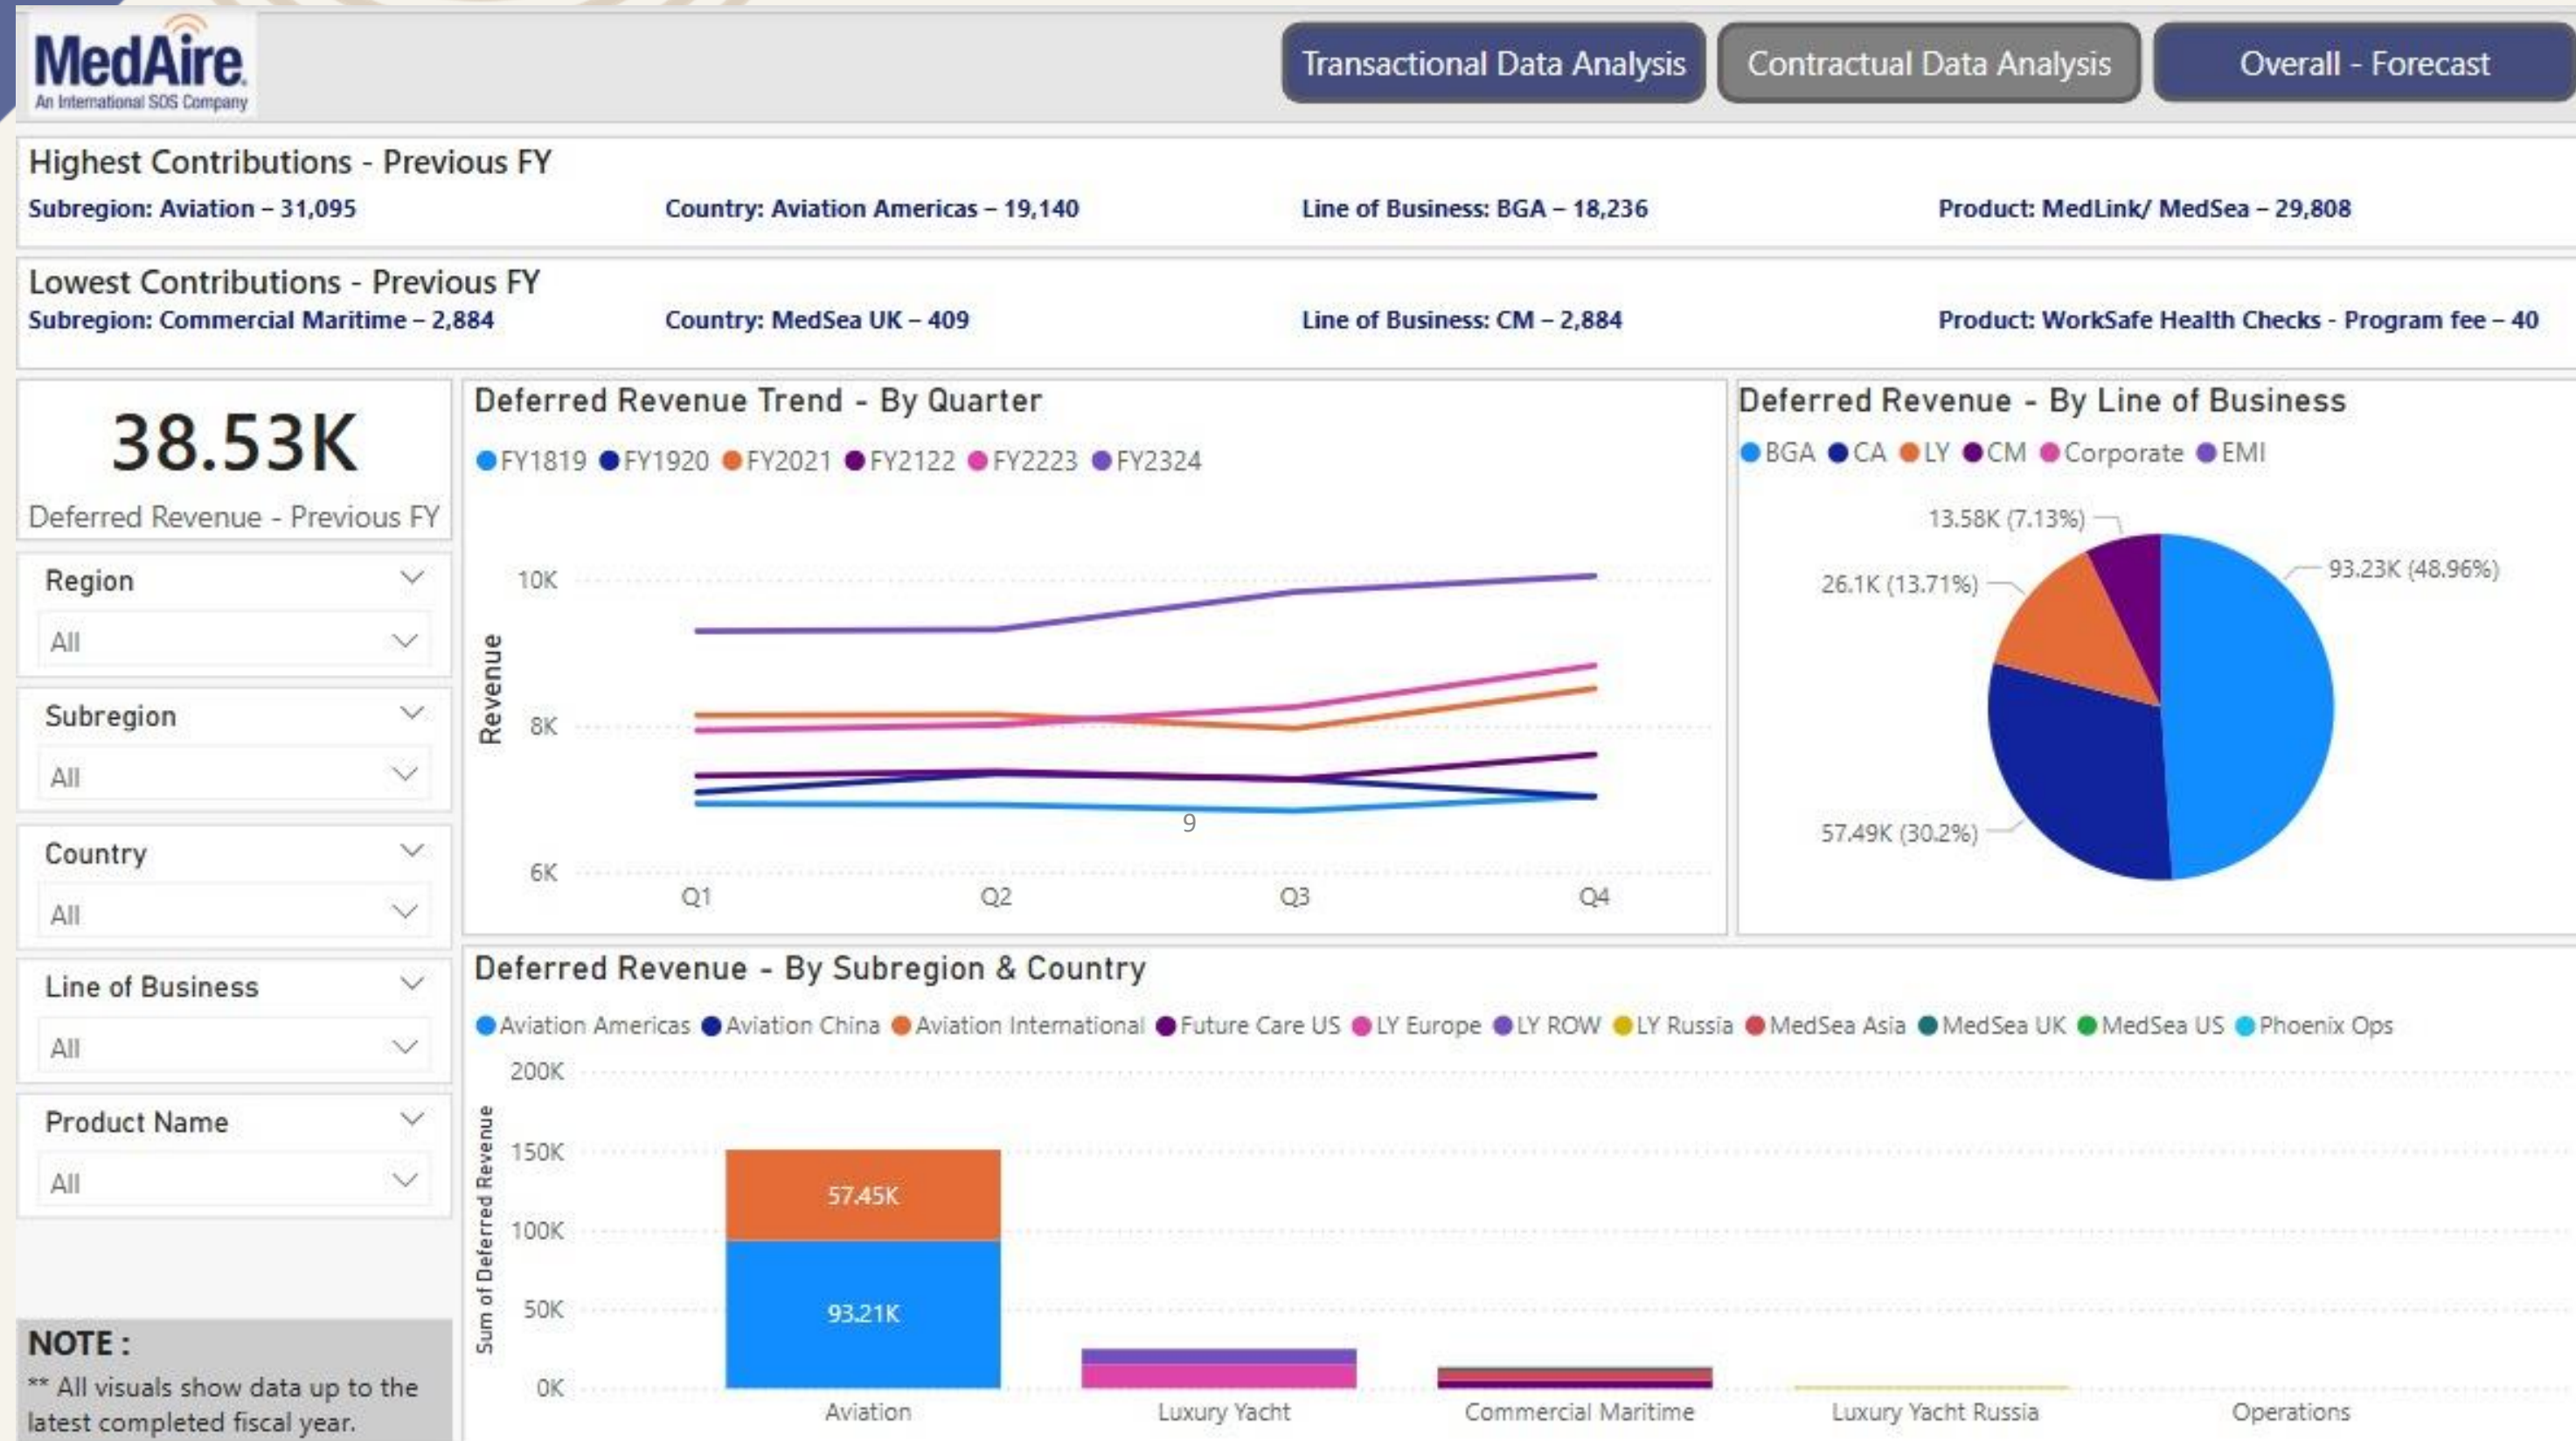 MedAire
An International SOS Company
Transactional Data Analysis
Contractual Data Analysis
Overall - Forecast
Highest Contributions - Previous FY
Subregion: Aviation – 31,095
Country: Aviation Americas – 19,140
Line of Business: BGA – 18,236
Product: MedLink/ MedSea – 29,808
Lowest Contributions - Previous FY
Subregion: Commercial Maritime – 2,884
Country: MedSea UK – 409
Line of Business: CM – 2,884
Product: WorkSafe Health Checks - Program fee – 40
38.53K
Deferred Revenue - Previous FY
Region
All
Subregion
All
Country
All
Line of Business
All
Product Name
All
NOTE :
** All visuals show data up to the
latest completed fiscal year.
Deferred Revenue Trend - By Quarter
FY1819 FY1920 FY2021 FY2122 FY2223 FY2324
Revenue
10K
8K
6K
9
Q1 Q2 Q3 Q4
Deferred Revenue - By Line of Business
BGA CA LY CM Corporate EMI
13.58K (7.13%)
93.23K (48.96%)
26.1K (13.71%)
57.49K (30.2%)
Deferred Revenue - By Subregion & Country
Aviation Americas Aviation China Aviation International Future Care US LY Europe LY ROW LY Russia MedSea Asia MedSea UK MedSea US Phoenix Ops
Sum of Deferred Revenue
200K
150K
100K
50K
0K
57.45K
93.21K
Aviation Luxury Yacht Commercial Maritime Luxury Yacht Russia Operations